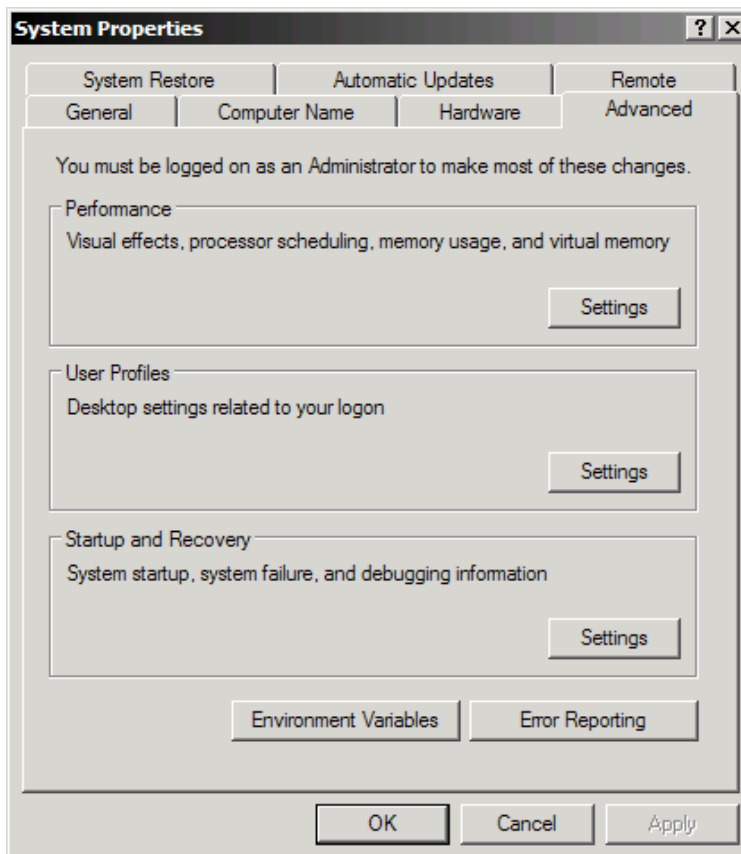 System Properties
System Restore Automatic Updates Remote
General Computer Name Hardware Advanced
You must be logged on as an Administrator to make most of these changes.
Performance
Visual effects, processor scheduling, memory usage, and virtual memory
Settings
User Profiles
Desktop settings related to your logon
Settings
Startup and Recovery
System startup, system failure, and debugging information
Settings
Environment Variables Error Reporting
OK Cancel Apply